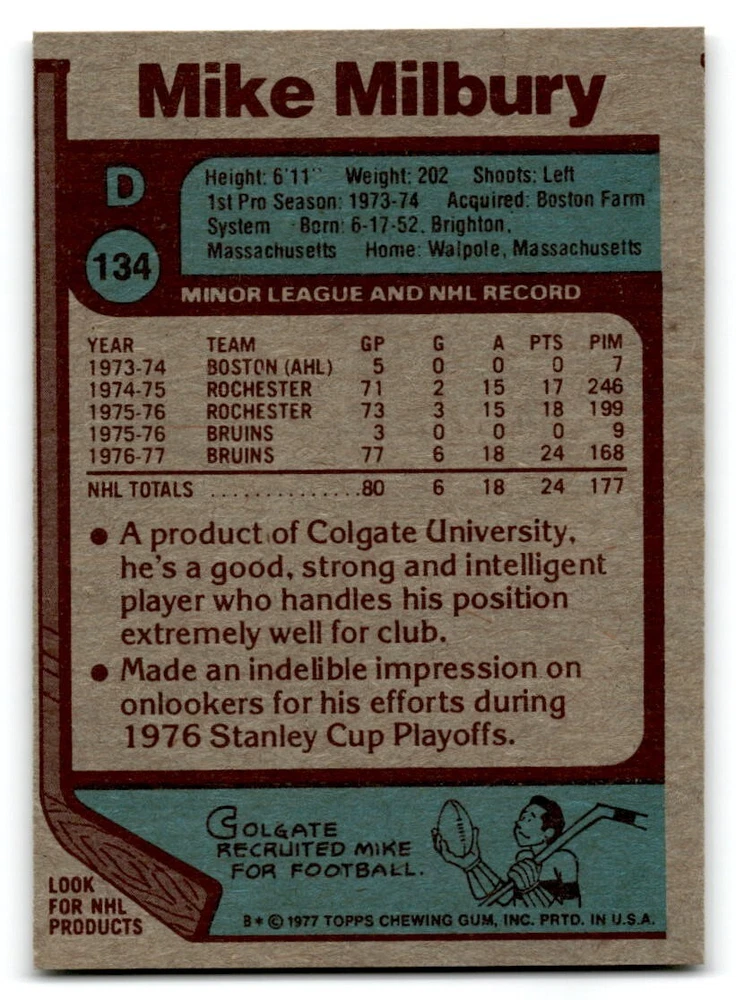 Mike Milbury
D
134
Height: 6'11" Weight: 202 Shoots: Left
1st Pro Season: 1973-74 Acquired: Boston Farm
System Born: 6-17-52, Brighton,
Massachusetts Home: Walpole, Massachusetts
MINOR LEAGUE AND NHL RECORD
YEAR TEAM GP G A PTS PIM
1973-74 BOSTON (AHL) 5 0 0 0 7
1974-75 ROCHESTER 71 2 15 17 246
1975-76 ROCHESTER 73 3 15 18 199
1975-76 BRUINS 3 0 0 0 9
1976-77 BRUINS 77 6 18 24 168
NHL TOTALS ..............80 6 18 24 177
● A product of Colgate University,
he's a good, strong and intelligent
player who handles his position
extremely well for club.
● Made an indelible impression on
onlookers for his efforts during
1976 Stanley Cup Playoffs.
COLGATE
RECRUITED MIKE
FOR FOOTBALL.
LOOK
FOR NHL
PRODUCTS
B* © 1977 TOPPS CHEWING GUM, INC. PRTD. IN U.S.A.